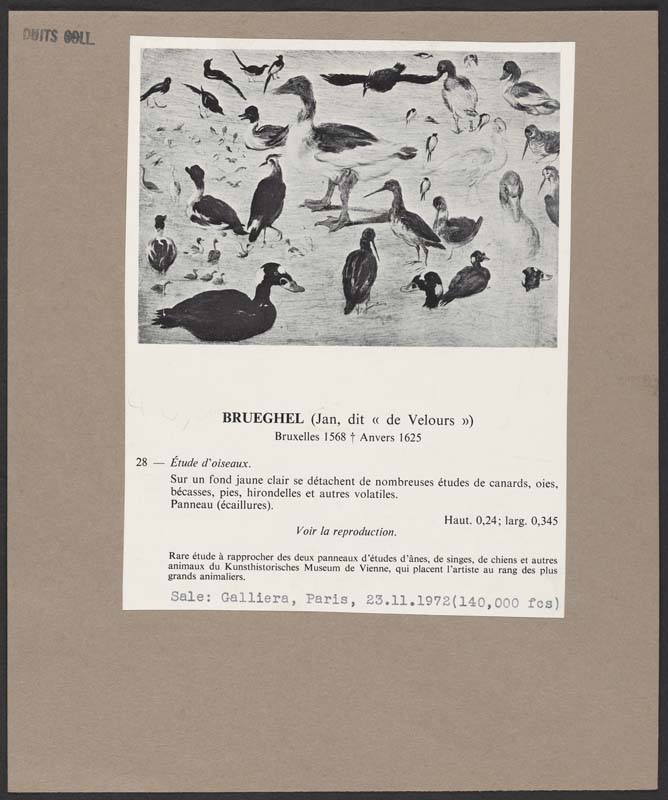 DUITS COLL.
BRUEGHEL (Jan, dit « de Velours »)
Bruxelles 1568 † Anvers 1625
28 — Étude d'oiseaux.
Sur un fond jaune clair se détachent de nombreuses études de canards, oies,
bécasses, pies, hirondelles et autres volatiles.
Panneau (écaillures).
Haut. 0,24; larg. 0,345
Voir la reproduction.
Rare étude à rapprocher des deux panneaux d'études d'ânes, de singes, de chiens et autres
animaux du Kunsthistorisches Museum de Vienne, qui placent l'artiste au rang des plus
grands animaliers.
Sale: Galliera, Paris, 23.11.1972(140,000 fcs)